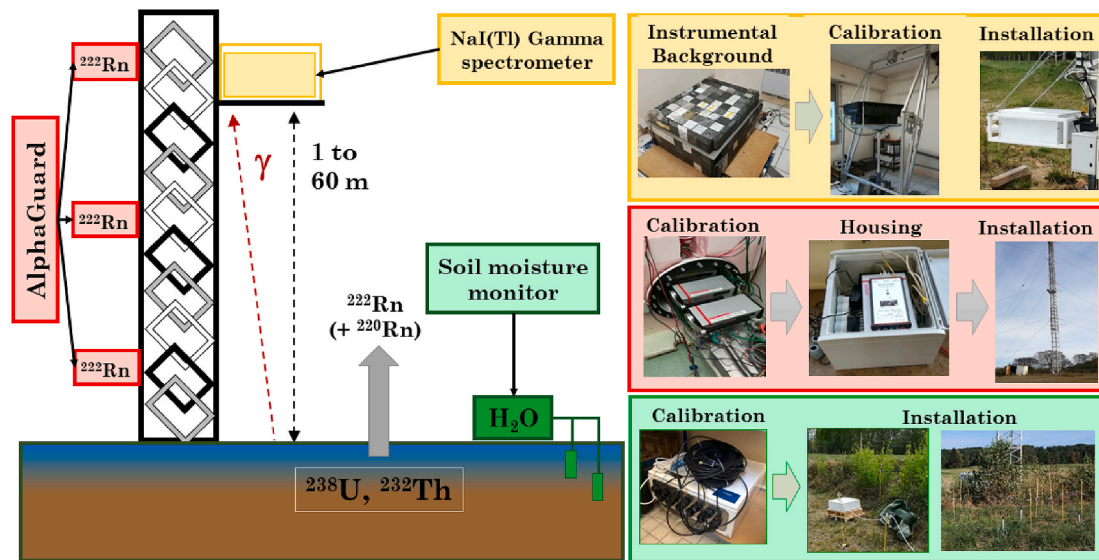 ²²²Rn
²²²Rn
²²²Rn
AlphaGuard
NaI(Tl) Gamma
spectrometer
γ
1 to
60 m
Soil moisture
monitor
²²²Rn
(+ ²²⁰Rn)
H₂O
²³⁸U, ²³²Th
Instrumental
Background
Calibration
Installation
Calibration
Housing
Installation
Calibration
Installation